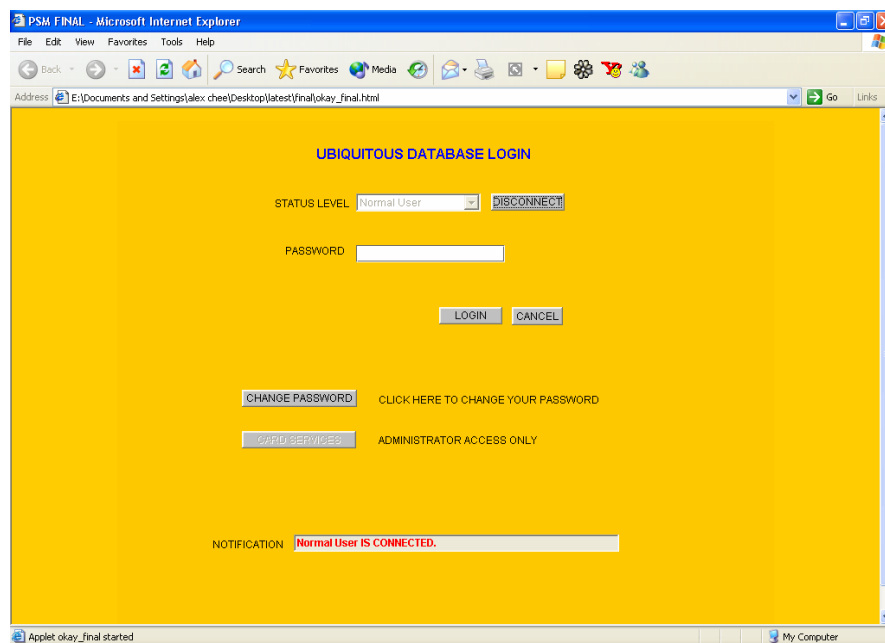 PSM FINAL - Microsoft Internet Explorer
File Edit View Favorites Tools Help
Back Search Favorites Media
Address E:\Documents and Settings\alex chee\Desktop\latest\final\okay_final.html Go Links
UBIQUITOUS DATABASE LOGIN
STATUS LEVEL Normal User DISCONNECT
PASSWORD
LOGIN CANCEL
CHANGE PASSWORD CLICK HERE TO CHANGE YOUR PASSWORD
CARD SERVICES ADMINISTRATOR ACCESS ONLY
NOTIFICATION Normal User IS CONNECTED.
Applet okay_final started My Computer